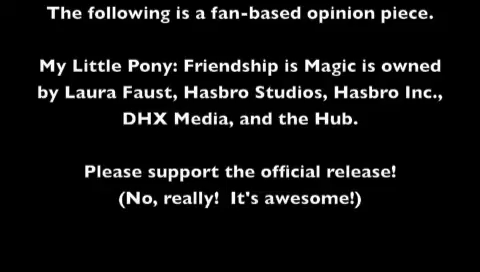 The following is a fan-based opinion piece.
My Little Pony: Friendship is Magic is owned
by Laura Faust, Hasbro Studios, Hasbro Inc.,
DHX Media, and the Hub.
Please support the official release!
(No, really!  It's awesome!)